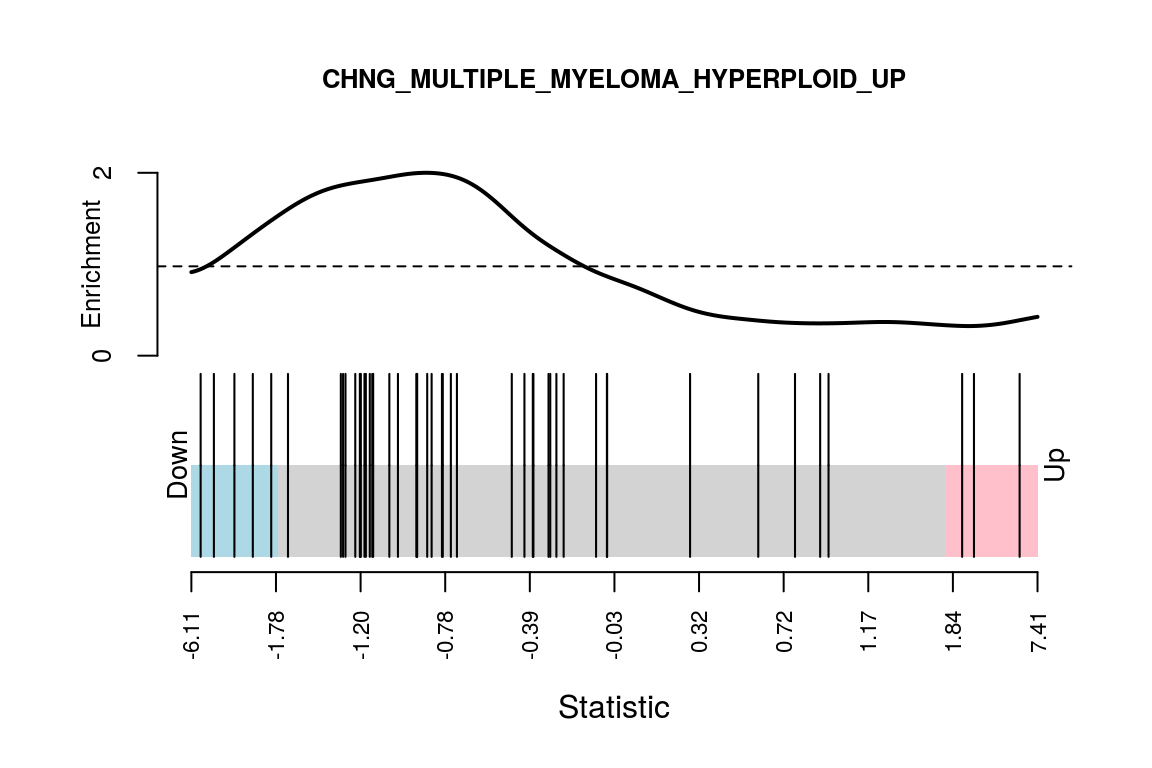 CHNG_MULTIPLE_MYELOMA_HYPERPLOID_UP
Enrichment
2
0
Down
Up
-6.11
-1.78
-1.20
-0.78
-0.39
-0.03
0.32
0.72
1.17
1.84
7.41
Statistic